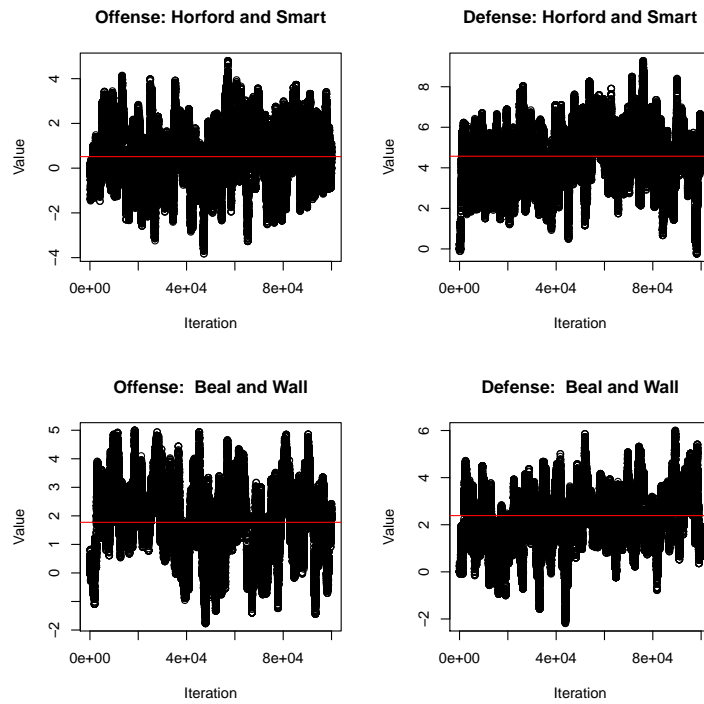 Offense: Horford and Smart
Value
4
2
0
−2
−4
0e+00 4e+04 8e+04
Iteration
Defense: Horford and Smart
Value
8
6
4
2
0
0e+00 4e+04 8e+04
Iteration
Offense:  Beal and Wall
Value
5
4
3
2
1
0
−2
0e+00 4e+04 8e+04
Iteration
Defense:  Beal and Wall
Value
6
4
2
0
−2
0e+00 4e+04 8e+04
Iteration